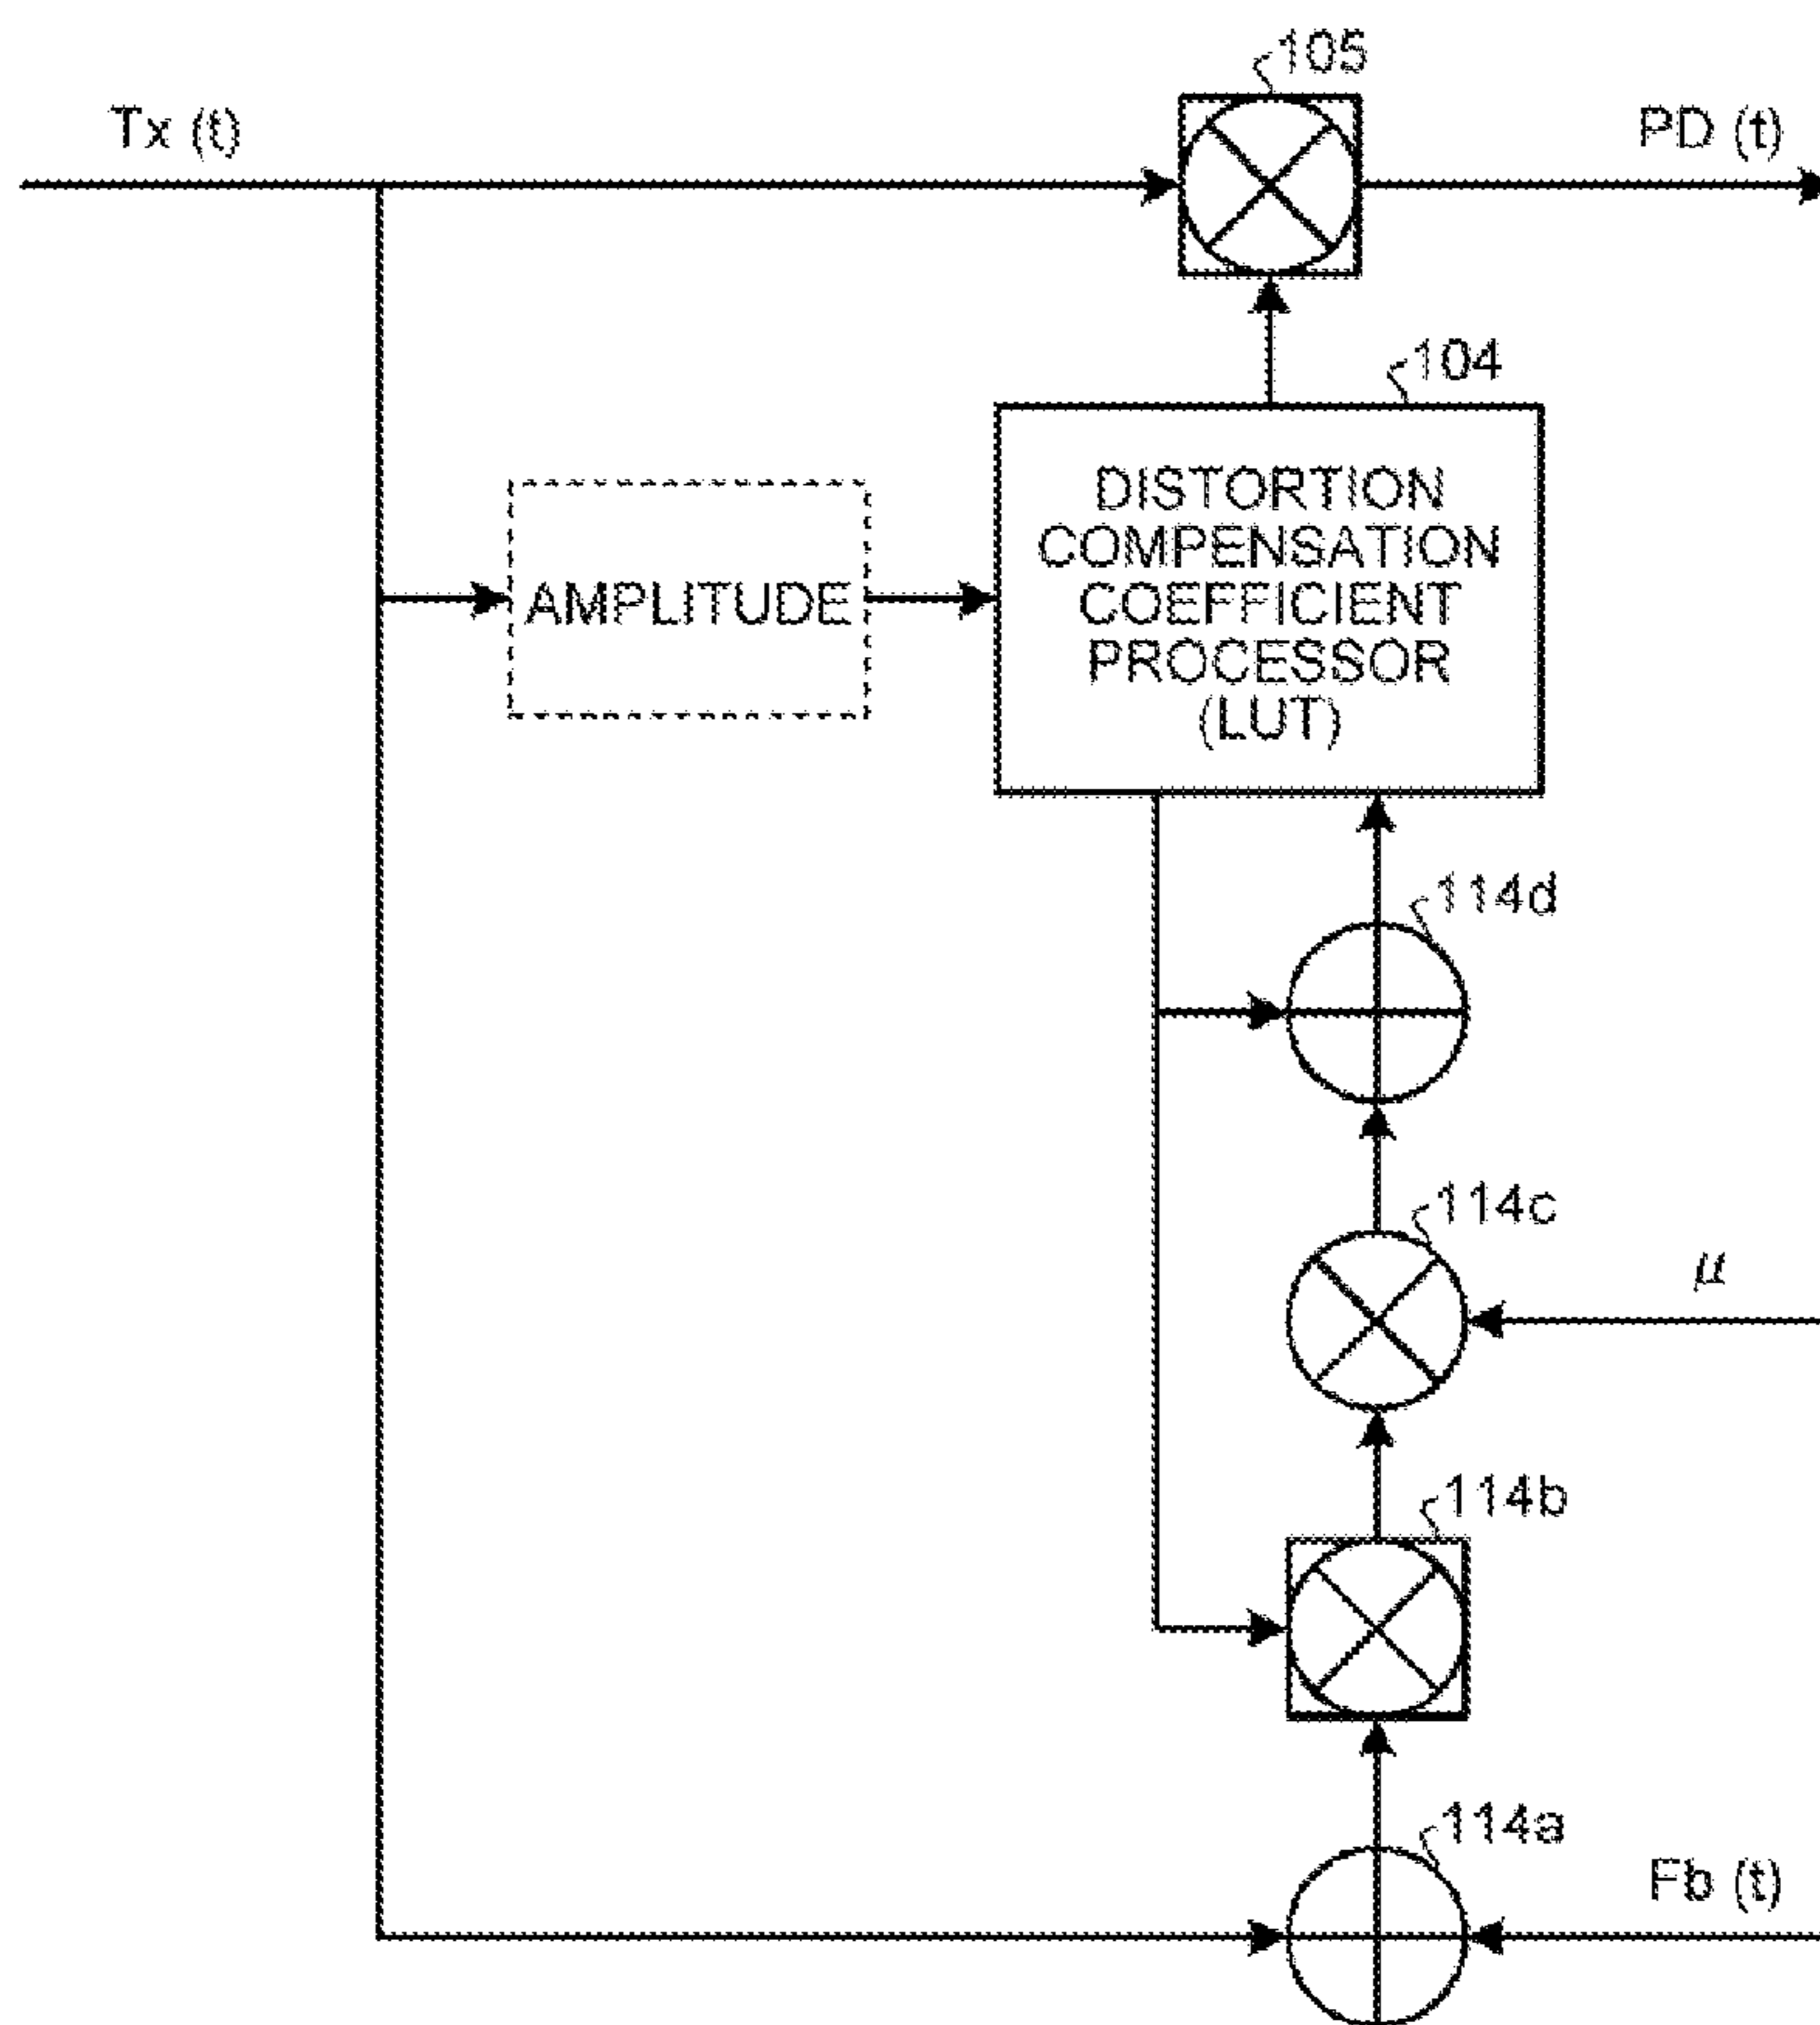 105
Tx (t)
PD (t)
104
DISTORTION
COMPENSATION
COEFFICIENT
PROCESSOR
(LUT)
AMPLITUDE
114d
114c
μ
114b
114a
Fb (t)